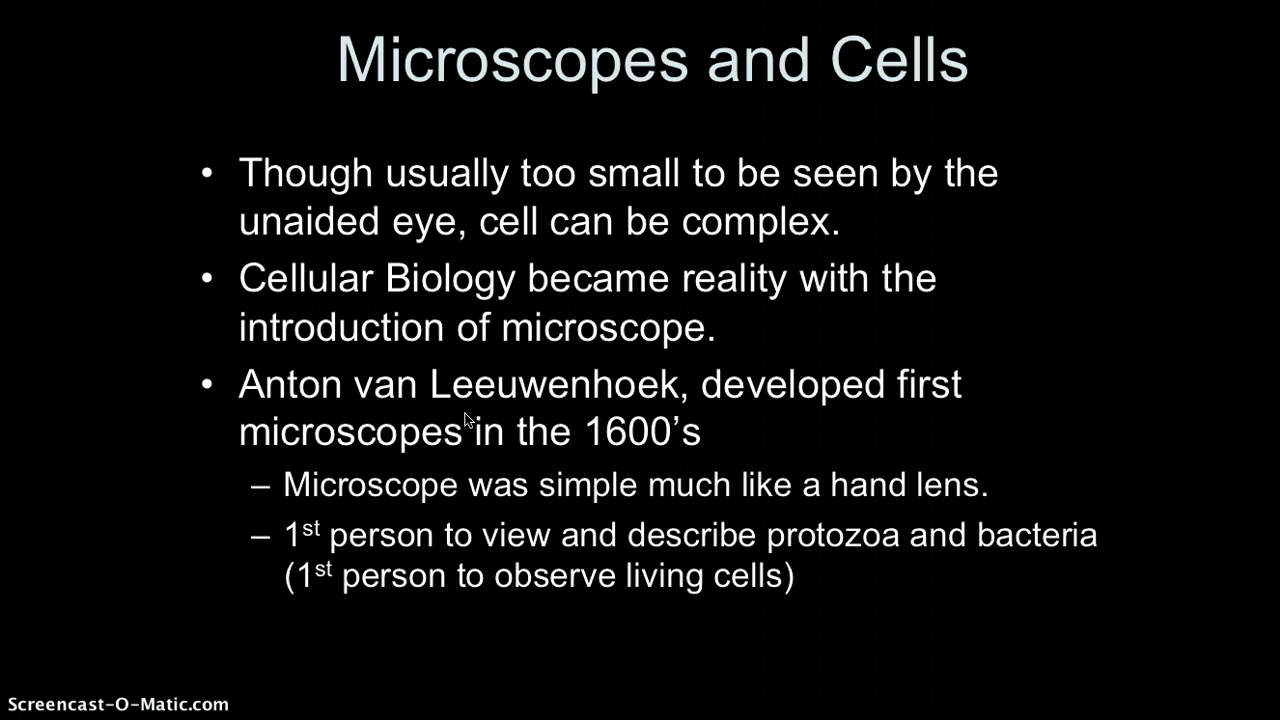 Microscopes and Cells
• Though usually too small to be seen by the
unaided eye, cell can be complex.
• Cellular Biology became reality with the
introduction of microscope.
• Anton van Leeuwenhoek, developed first
microscopes in the 1600’s
– Microscope was simple much like a hand lens.
– 1st person to view and describe protozoa and bacteria
(1st person to observe living cells)
Screencast-O-Matic.com